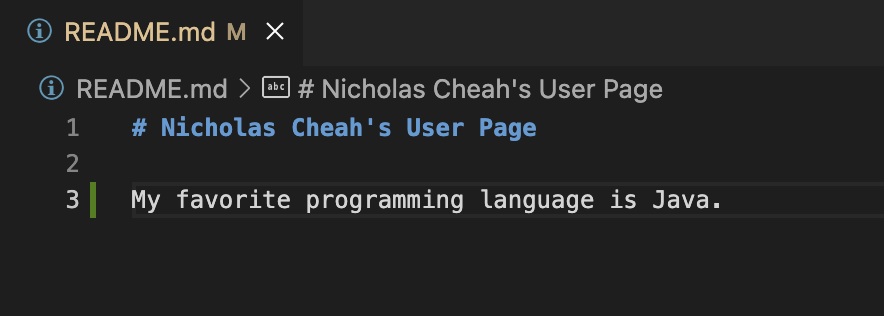 README.md M
README.md > abc # Nicholas Cheah's User Page
1 # Nicholas Cheah's User Page
2
3 My favorite programming language is Java.